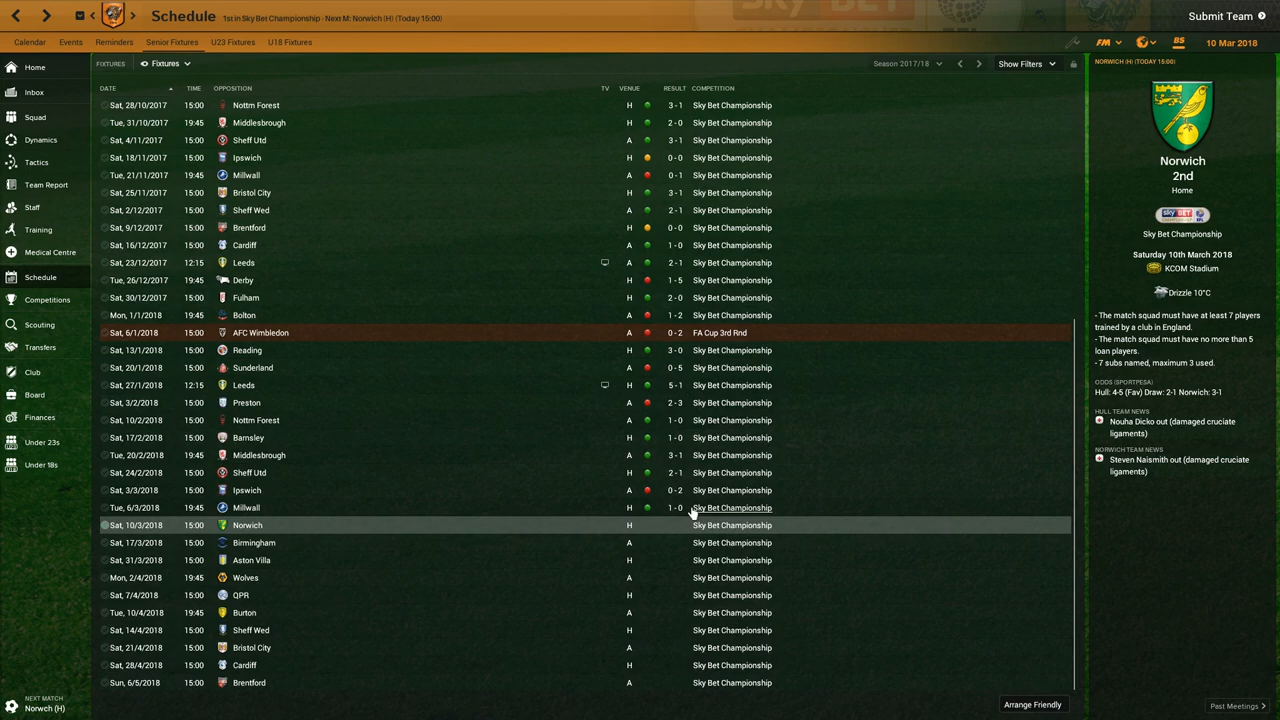 Schedule
1st in Sky Bet Championship - Next M: Norwich (H) (Today 15:00)
Submit Team
Calendar Events Reminders Senior Fixtures U23 Fixtures U18 Fixtures
FM BS 10 Mar 2018
Home
Inbox
Squad
Dynamics
Tactics
Team Report
Staff
Training
Medical Centre
Schedule
Competitions
Scouting
Transfers
Club
Board
Finances
Under 23s
Under 18s
NEXT MATCH
Norwch (H)
FIXTURES Fixtures Season 2017/18 Show Filters
DATE TIME OPPOSITION TV VENUE RESULT COMPETITION
Sat, 28/10/2017 15:00 Nottm Forest H 3 - 1 Sky Bet Championship
Tue, 31/10/2017 19:45 Middlesbrough H 2 - 0 Sky Bet Championship
Sat, 4/11/2017 15:00 Sheff Utd A 3 - 1 Sky Bet Championship
Sat, 18/11/2017 15:00 Ipswich H 0 - 0 Sky Bet Championship
Tue, 21/11/2017 19:45 Millwall A 0 - 1 Sky Bet Championship
Sat, 25/11/2017 15:00 Bristol City H 3 - 1 Sky Bet Championship
Sat, 2/12/2017 15:00 Sheff Wed A 2 - 1 Sky Bet Championship
Sat, 9/12/2017 15:00 Brentford H 0 - 0 Sky Bet Championship
Sat, 16/12/2017 15:00 Cardiff A 1 - 0 Sky Bet Championship
Sat, 23/12/2017 12:15 Leeds A 2 - 1 Sky Bet Championship
Tue, 26/12/2017 19:45 Derby H 1 - 5 Sky Bet Championship
Sat, 30/12/2017 15:00 Fulham H 2 - 0 Sky Bet Championship
Mon, 1/1/2018 19:45 Bolton A 1 - 2 Sky Bet Championship
Sat, 6/1/2018 15:00 AFC Wimbledon A 0 - 2 FA Cup 3rd Rnd
Sat, 13/1/2018 15:00 Reading H 3 - 0 Sky Bet Championship
Sat, 20/1/2018 15:00 Sunderland A 0 - 5 Sky Bet Championship
Sat, 27/1/2018 12:15 Leeds H 5 - 1 Sky Bet Championship
Sat, 3/2/2018 15:00 Preston A 2 - 3 Sky Bet Championship
Sat, 10/2/2018 15:00 Nottm Forest A 1 - 0 Sky Bet Championship
Sat, 17/2/2018 15:00 Barnsley H 1 - 0 Sky Bet Championship
Tue, 20/2/2018 19:45 Middlesbrough A 3 - 1 Sky Bet Championship
Sat, 24/2/2018 15:00 Sheff Utd H 2 - 1 Sky Bet Championship
Sat, 3/3/2018 15:00 Ipswich A 0 - 2 Sky Bet Championship
Tue, 6/3/2018 19:45 Millwall H 1 - 0 Sky Bet Championship
Sat, 10/3/2018 15:00 Norwich H Sky Bet Championship
Sat, 17/3/2018 15:00 Birmingham A Sky Bet Championship
Sat, 31/3/2018 15:00 Aston Villa H Sky Bet Championship
Mon, 2/4/2018 19:45 Wolves A Sky Bet Championship
Sat, 7/4/2018 15:00 QPR H Sky Bet Championship
Tue, 10/4/2018 19:45 Burton A Sky Bet Championship
Sat, 14/4/2018 15:00 Sheff Wed H Sky Bet Championship
Sat, 21/4/2018 15:00 Bristol City A Sky Bet Championship
Sat, 28/4/2018 15:00 Cardiff H Sky Bet Championship
Sun, 6/5/2018 15:00 Brentford A Sky Bet Championship
Arrange Friendly
NORWICH (H) (TODAY 15:00)
Norwich
2nd
Home
sky BET EFL
Sky Bet Championship
Saturday 10th March 2018
KCOM Stadium
Drizzle 10°C
- The match squad must have at least 7 players
trained by a club in England.
- The match squad must have no more than 5
loan players.
- 7 subs named, maximum 3 used.
ODDS (SPORTPESA)
Hull: 4-5 (Fav) Draw: 2-1 Norwich: 3-1
HULL TEAM NEWS
Nouha Dicko out (damaged cruciate
ligaments)
NORWICH TEAM NEWS
Steven Naismith out (damaged cruciate
ligaments)
Past Meetings